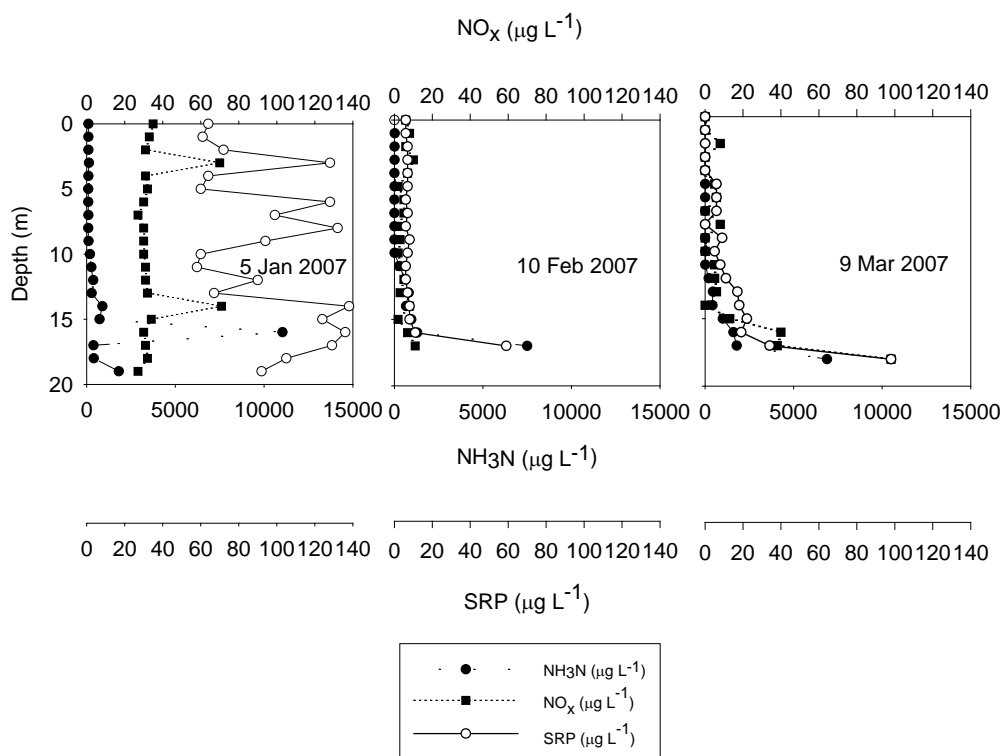 NOx (µg L-1)
0 20 40 60 80 100 120 140 0 20 40 60 80 100 120 140 0 20 40 60 80 100 120 140
0
5
10
15
20
Depth (m)
5 Jan 2007 10 Feb 2007 9 Mar 2007
0 5000 10000 15000 0 5000 10000 15000 0 5000 10000 15000
NH3N (µg L-1)
0 20 40 60 80 100 120 140 0 20 40 60 80 100 120 140 0 20 40 60 80 100 120 140
SRP (µg L-1)
NH3N (µg L-1)
NOx (µg L-1)
SRP (µg L-1)